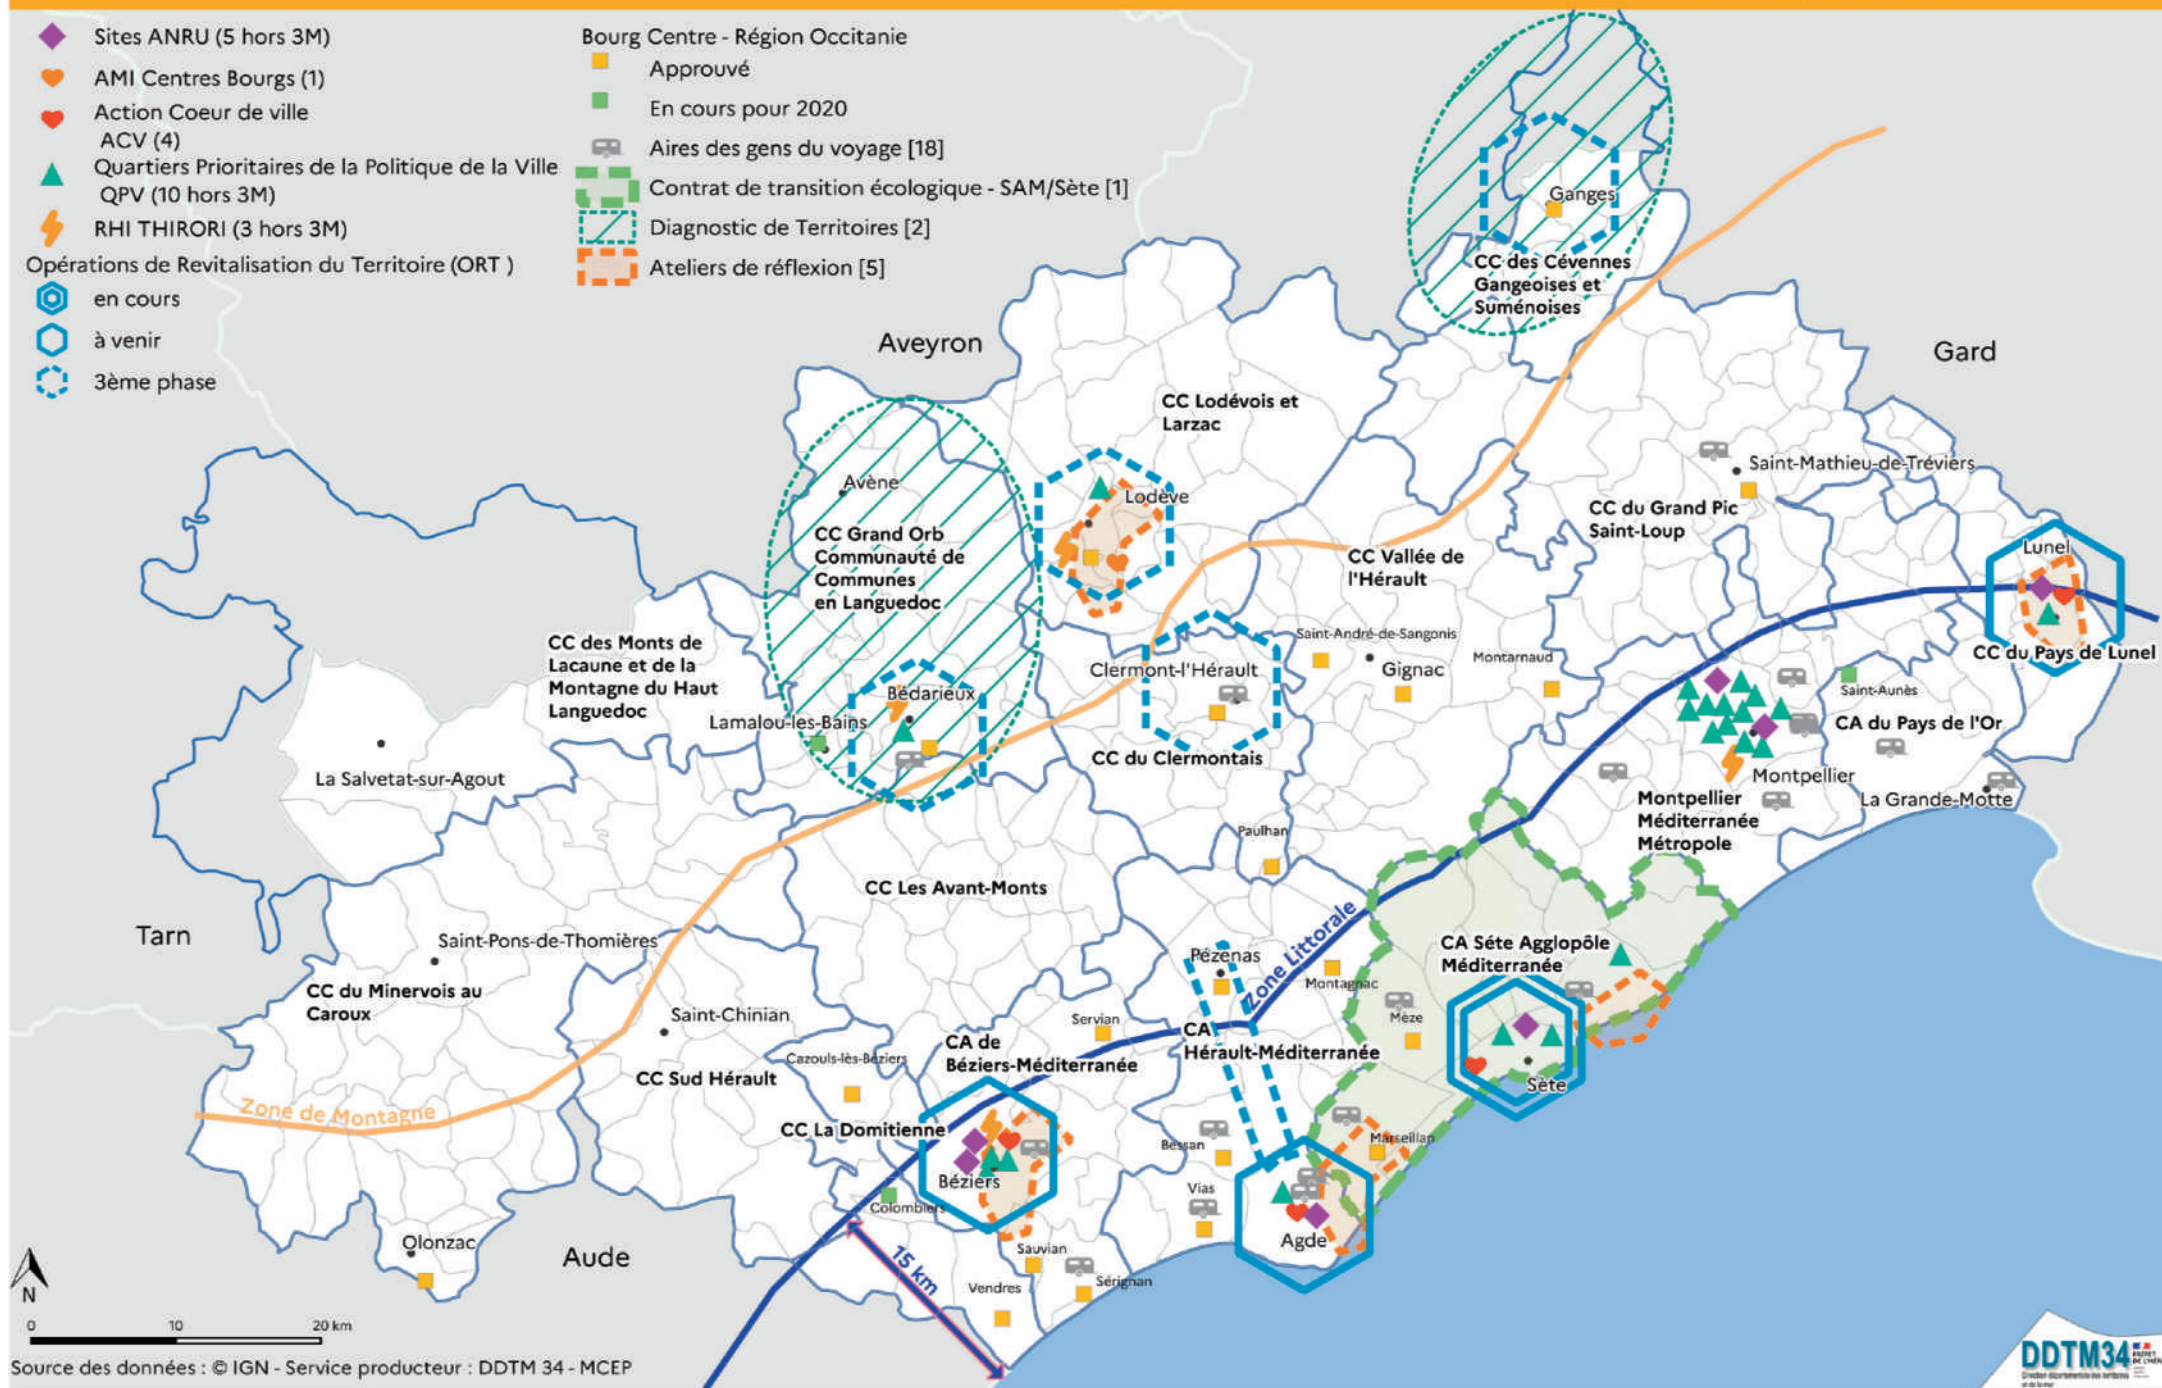 Sites ANRU (5 hors 3M)
AMI Centres Bourgs (1)
Action Coeur de ville
ACV (4)
Quartiers Prioritaires de la Politique de la Ville
QPV (10 hors 3M)
RHI THIRORI (3 hors 3M)
Opérations de Revitalisation du Territoire (ORT )
en cours
à venir
3ème phase
Bourg Centre - Région Occitanie
Approuvé
En cours pour 2020
Aires des gens du voyage [18]
Contrat de transition écologique - SAM/Sète [1]
Diagnostic de Territoires [2]
Ateliers de réflexion [5]
Ganges
CC des Cévennes
Gangeoises et
Suménoises
Aveyron
Gard
CC Lodévois et
Larzac
Saint-Mathieu-de-Tréviers
Avène
Lodève
CC du Grand Pic
Saint-Loup
CC Grand Orb
Communauté de
Communes
en Languedoc
CC Vallée de
l'Hérault
Lunel
CC du Pays de Lunel
CC des Monts de
Lacaune et de la
Montagne du Haut
Languedoc
Saint-André-de-Sangonis
Clermont-l'Hérault
Gignac
Montarnaud
Saint-Aunès
Bédarieux
Lamalou-les-Bains
CA du Pays de l'Or
CC du Clermontais
La Salvetat-sur-Agout
Montpellier
La Grande-Motte
Montpellier
Méditerranée
Métropole
Paulhan
CC Les Avant-Monts
Tarn
Saint-Pons-de-Thomières
Zone Littorale
Pézenas
Montagnac
CA Séte Agglopôle
Méditerranée
CC du Minervois au
Caroux
Saint-Chinian
Servian
Mèze
CA
Hérault-Méditerranée
CA de
Béziers-Méditerranée
Cazouls-lès-Béziers
CC Sud Hérault
Sète
Zone de Montagne
CC La Domitienne
Bessan
Marseillan
Béziers
Vias
Colombiers
Agde
Olonzac
Aude
15 km
Sauvian
Vendres
Sérignan
N
0 10 20 km
Source des données : © IGN - Service producteur : DDTM 34 - MCEP
DDTM34